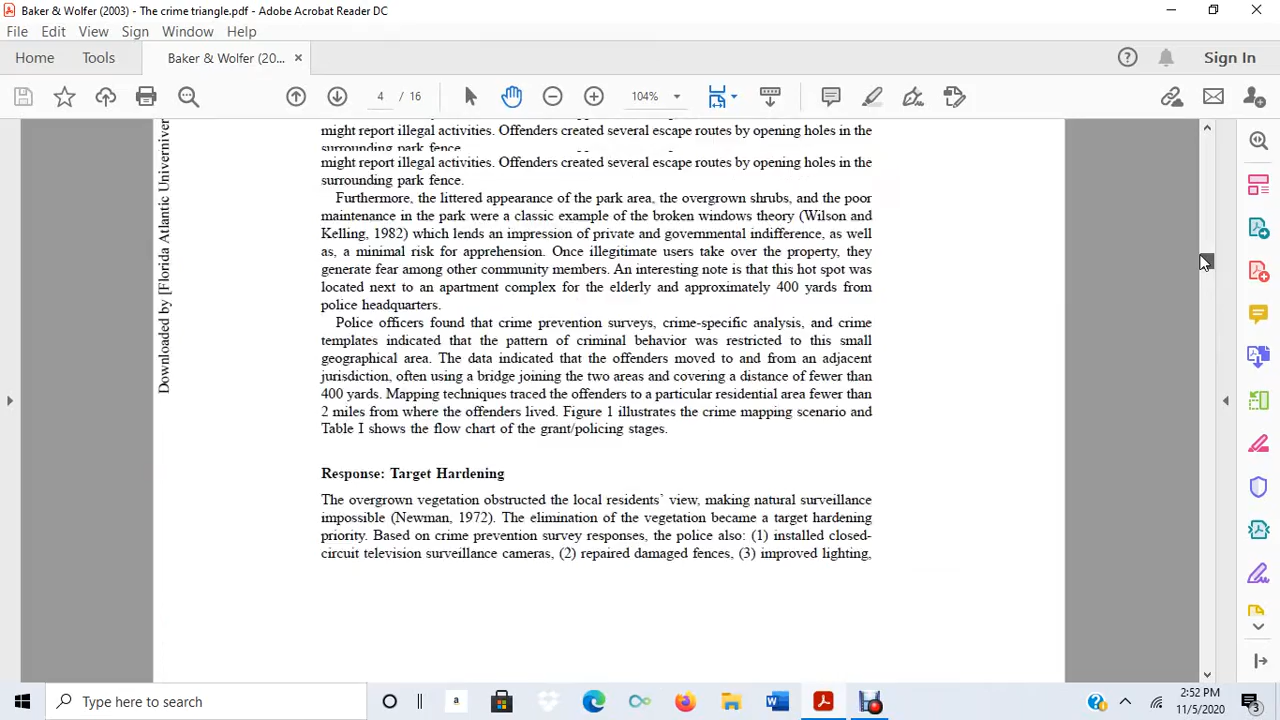 Baker & Wolfer (2003) - The crime triangle.pdf - Adobe Acrobat Reader DC
File Edit View Sign Window Help
Home Tools Baker & Wolfer (20... × Sign In
4 / 16 104%
might report illegal activities. Offenders created several escape routes by opening holes in the
surrounding park fence
might report illegal activities. Offenders created several escape routes by opening holes in the
surrounding park fence.
Furthermore, the littered appearance of the park area, the overgrown shrubs, and the poor
maintenance in the park were a classic example of the broken windows theory (Wilson and
Kelling, 1982) which lends an impression of private and governmental indifference, as well
as, a minimal risk for apprehension. Once illegitimate users take over the property, they
generate fear among other community members. An interesting note is that this hot spot was
located next to an apartment complex for the elderly and approximately 400 yards from
police headquarters.
Police officers found that crime prevention surveys, crime-specific analysis, and crime
templates indicated that the pattern of criminal behavior was restricted to this small
geographical area. The data indicated that the offenders moved to and from an adjacent
jurisdiction, often using a bridge joining the two areas and covering a distance of fewer than
400 yards. Mapping techniques traced the offenders to a particular residential area fewer than
2 miles from where the offenders lived. Figure 1 illustrates the crime mapping scenario and
Table I shows the flow chart of the grant/policing stages.
Response: Target Hardening
The overgrown vegetation obstructed the local residents' view, making natural surveillance
impossible (Newman, 1972). The elimination of the vegetation became a target hardening
priority. Based on crime prevention survey responses, the police also: (1) installed closed-
circuit television surveillance cameras, (2) repaired damaged fences, (3) improved lighting,
Downloaded by [Florida Atlantic Univerniver
Type here to search
a
2:52 PM
11/5/2020
3